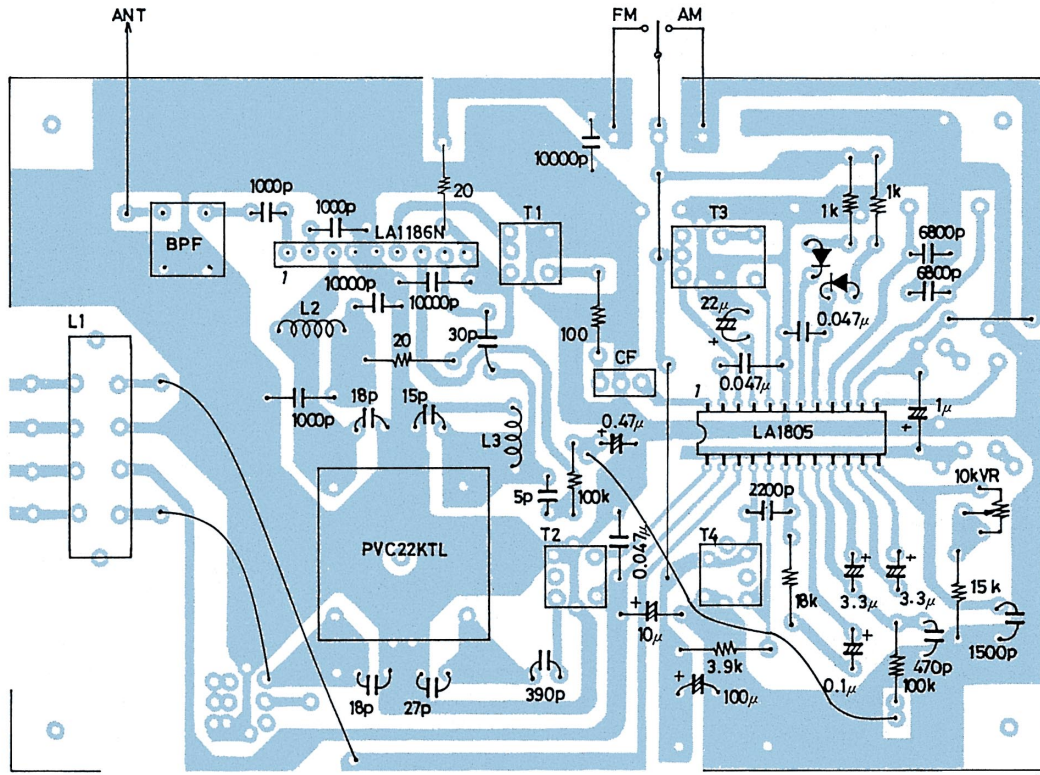 ANT
FM
AM
10000p
20
1k
1k
1000p
1000p
LA1186N
T1
T3
BPF
1
6800p
6800p
10000p
10000p
L2
30p
22μ
+
0.047μ
L1
20
100
CF
0.047μ
1000p
18p
15p
L3
+
0.47μ
1
LA1805
+
1μ
5p
100k
2200p
10kVR
PVC22KTL
T2
0.047μ
T4
+
10μ
18k
+
3.3μ
+
3.3μ
15k
3.9k
+
0.1μ
470p
1500p
18p
27p
390p
+
100μ
100k